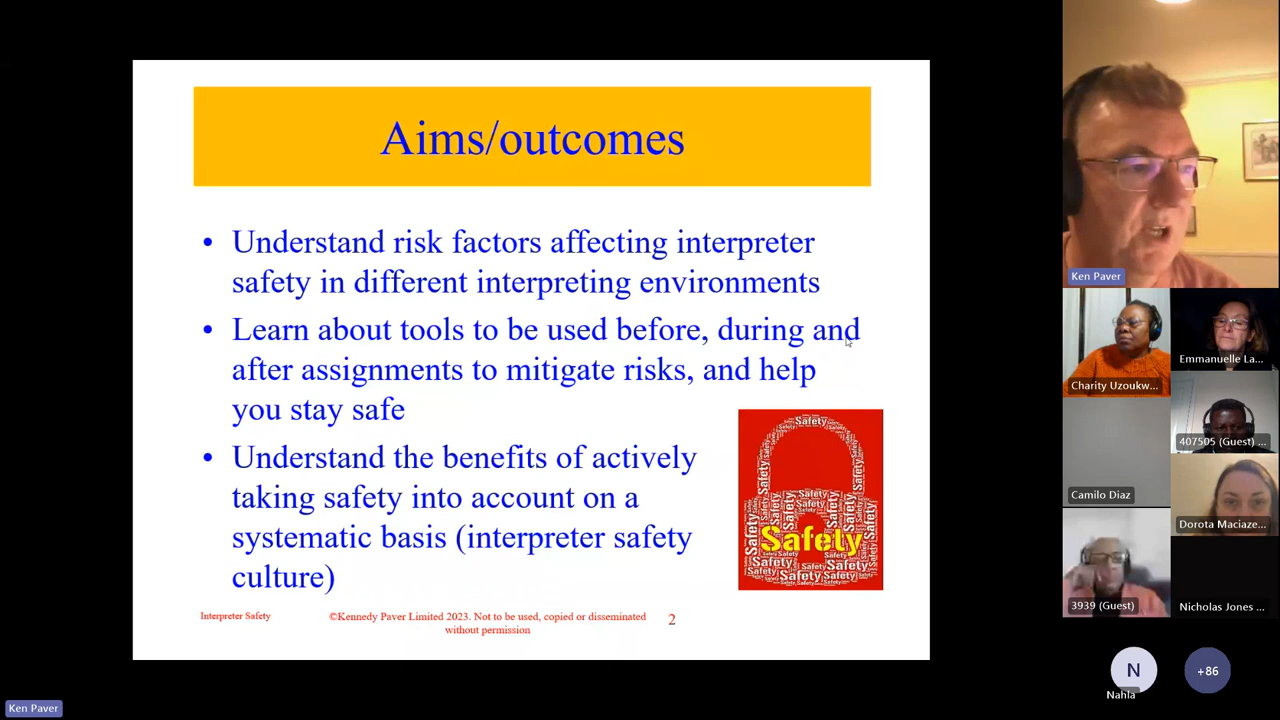 Aims/outcomes
• Understand risk factors affecting interpreter
safety in different interpreting environments
• Learn about tools to be used before, during and
after assignments to mitigate risks, and help
you stay safe
• Understand the benefits of actively
taking safety into account on a
systematic basis (interpreter safety
culture)
Safety
Safety
Interpreter Safety
©Kennedy Paver Limited 2023. Not to be used, copied or disseminated
without permission
2
Ken Paver
Ken Paver
Charity Uzoukw...
Emmanuelle La...
407505 (Guest) ...
Camilo Diaz
Dorota Maciaze...
3939 (Guest)
Nicholas Jones ...
N
Nahla
+86